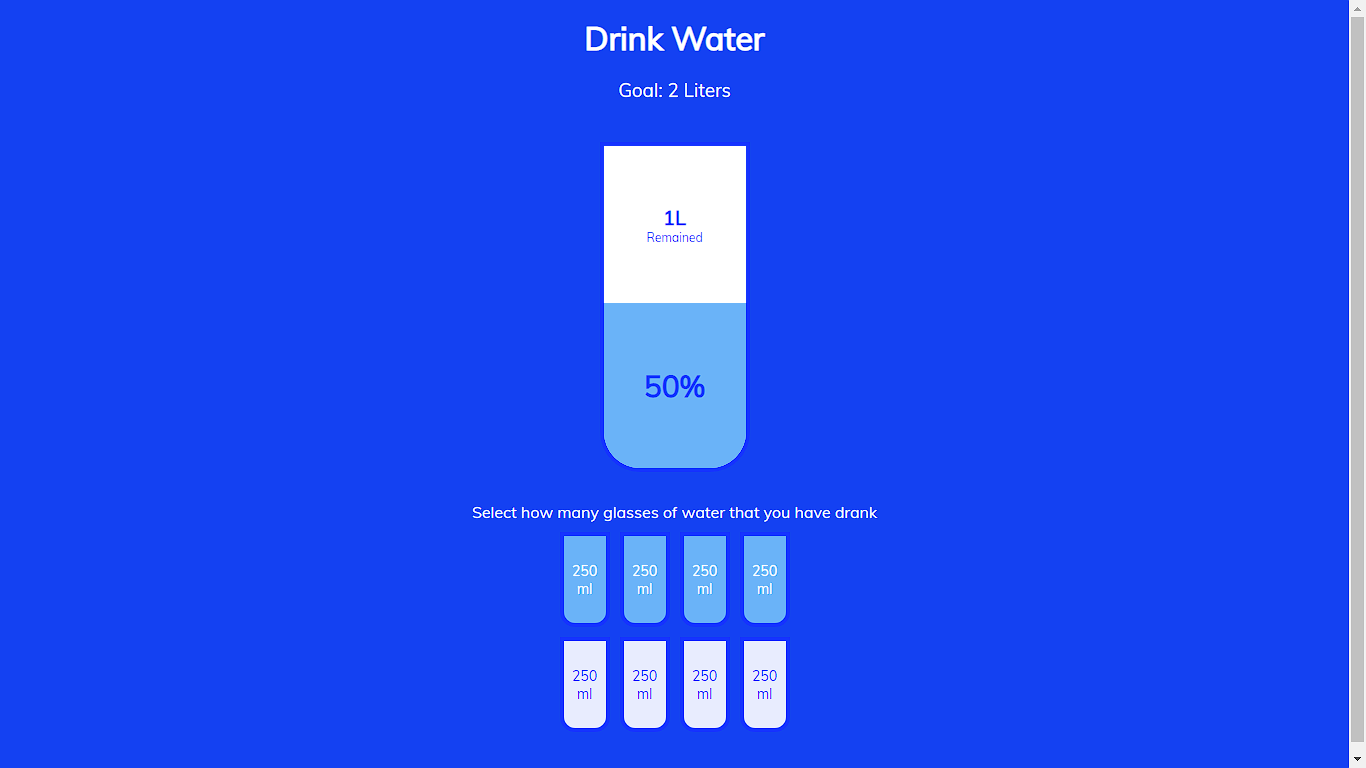 Drink Water
Goal: 2 Liters
1L
Remained
50%
Select how many glasses of water that you have drank
250 250 250 250
ml ml ml ml
250 250 250 250
ml ml ml ml